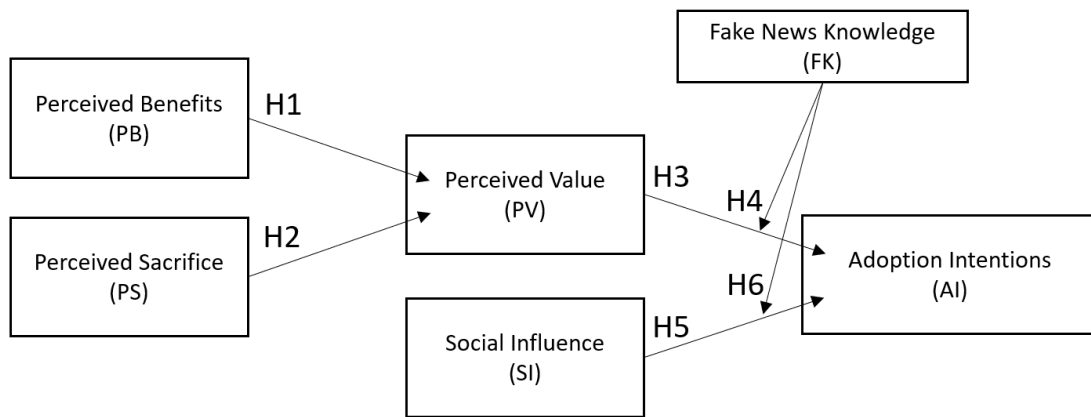 Fake News Knowledge
(FK)
Perceived Benefits
(PB)
H1
Perceived Value
(PV)
H3
H4
Perceived Sacrifice
(PS)
H2
Adoption Intentions
(AI)
H6
Social Influence
(SI)
H5